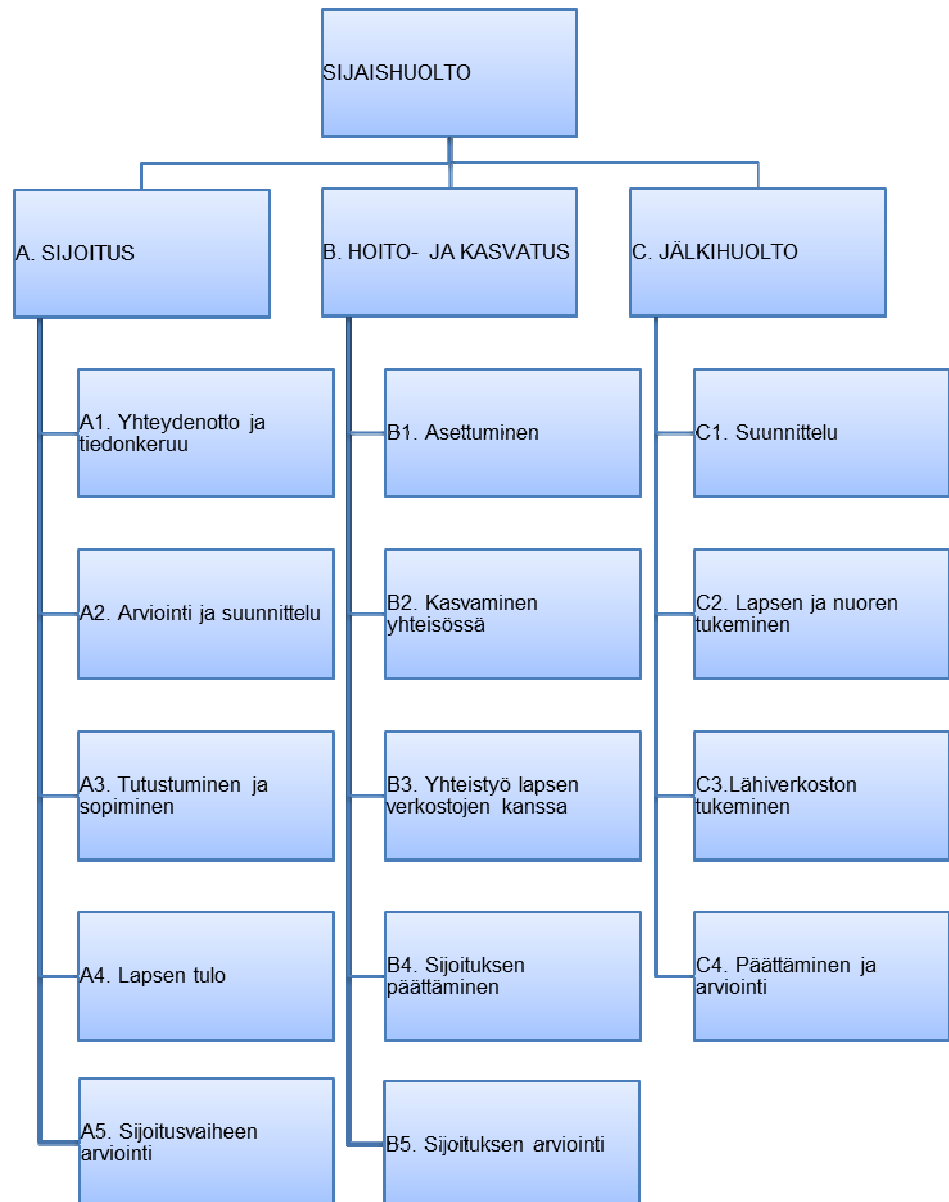 SIJAISHUOLTO
A. SIJOITUS
B. HOITO- JA KASVATUS
C. JÄLKIHUOLTO
A1. Yhteydenotto ja
tiedonkeruu
A2. Arviointi ja suunnittelu
A3. Tutustuminen ja
sopiminen
A4. Lapsen tulo
A5. Sijoitusvaiheen
arviointi
B1. Asettuminen
B2. Kasvaminen
yhteisössä
B3. Yhteistyö lapsen
verkostojen kanssa
B4. Sijoituksen
päättäminen
B5. Sijoituksen arviointi
C1. Suunnittelu
C2. Lapsen ja nuoren
tukeminen
C3.Lähiverkoston
tukeminen
C4. Päättäminen ja
arviointi